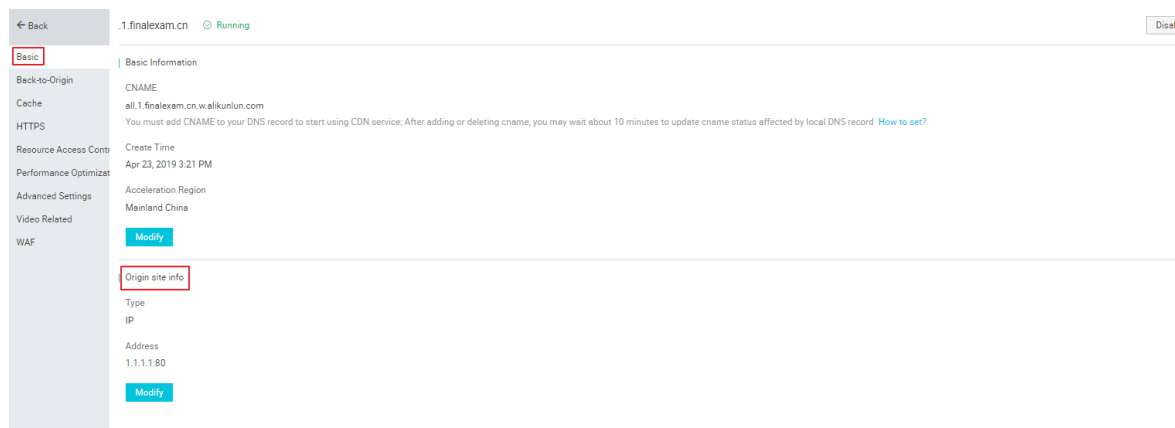 Back
.1.finalexam.cn Running
Disal
Basic
Back-to-Origin
Cache
HTTPS
Resource Access Contr
Performance Optimizat
Advanced Settings
Video Related
WAF
Basic Information
CNAME
all.1.finalexam.cn.w.alikunlun.com
You must add CNAME to your DNS record to start using CDN service; After adding or deleting cname, you may wait about 10 minutes to update cname status affected by local DNS record How to set?
Create Time
Apr 23, 2019 3:21 PM
Acceleration Region
Mainland China
Modify
Origin site info
Type
IP
Address
1.1.1.1:80
Modify